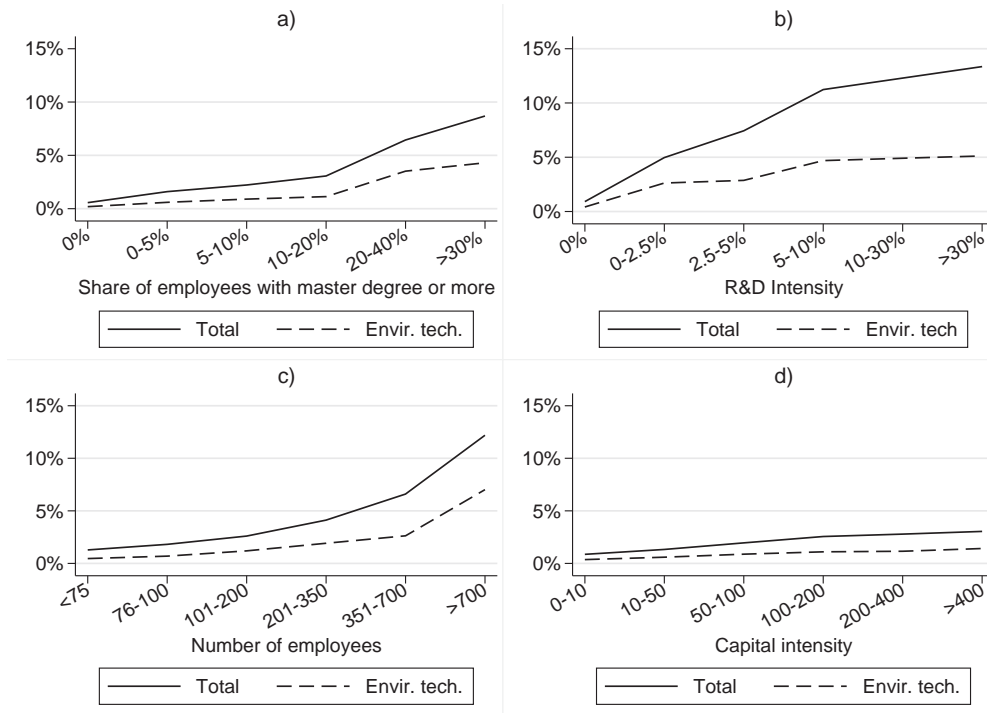 a)
15%
10%
5%
0%
0%
0-5%
5-10%
10-20%
20-40%
>30%
Share of employees with master degree or more
Total
Envir. tech.
b)
15%
10%
5%
0%
0%
0-2.5%
2.5-5%
5-10%
10-30%
>30%
R&D Intensity
Total
Envir. tech
c)
15%
10%
5%
0%
<75
76-100
101-200
201-350
351-700
>700
Number of employees
Total
Envir. tech.
d)
15%
10%
5%
0%
0-10
10-50
50-100
100-200
200-400
>400
Capital intensity
Total
Envir. tech.